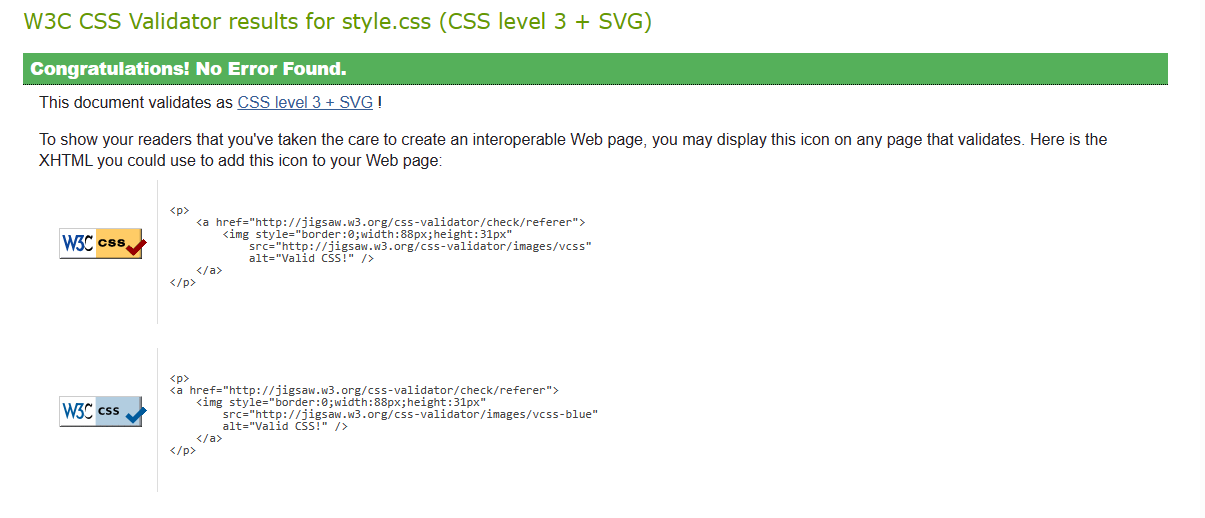 W3C CSS Validator results for style.css (CSS level 3 + SVG)
Congratulations! No Error Found.
This document validates as CSS level 3 + SVG !
To show your readers that you've taken the care to create an interoperable Web page, you may display this icon on any page that validates. Here is the
XHTML you could use to add this icon to your Web page:
W3C css
<p>
    <a href="http://jigsaw.w3.org/css-validator/check/referer">
        <img style="border:0;width:88px;height:31px"
            src="http://jigsaw.w3.org/css-validator/images/vcss"
            alt="Valid CSS!" />
    </a>
</p>
W3C css
<p>
<a href="http://jigsaw.w3.org/css-validator/check/referer">
    <img style="border:0;width:88px;height:31px"
        src="http://jigsaw.w3.org/css-validator/images/vcss-blue"
        alt="Valid CSS!" />
    </a>
</p>